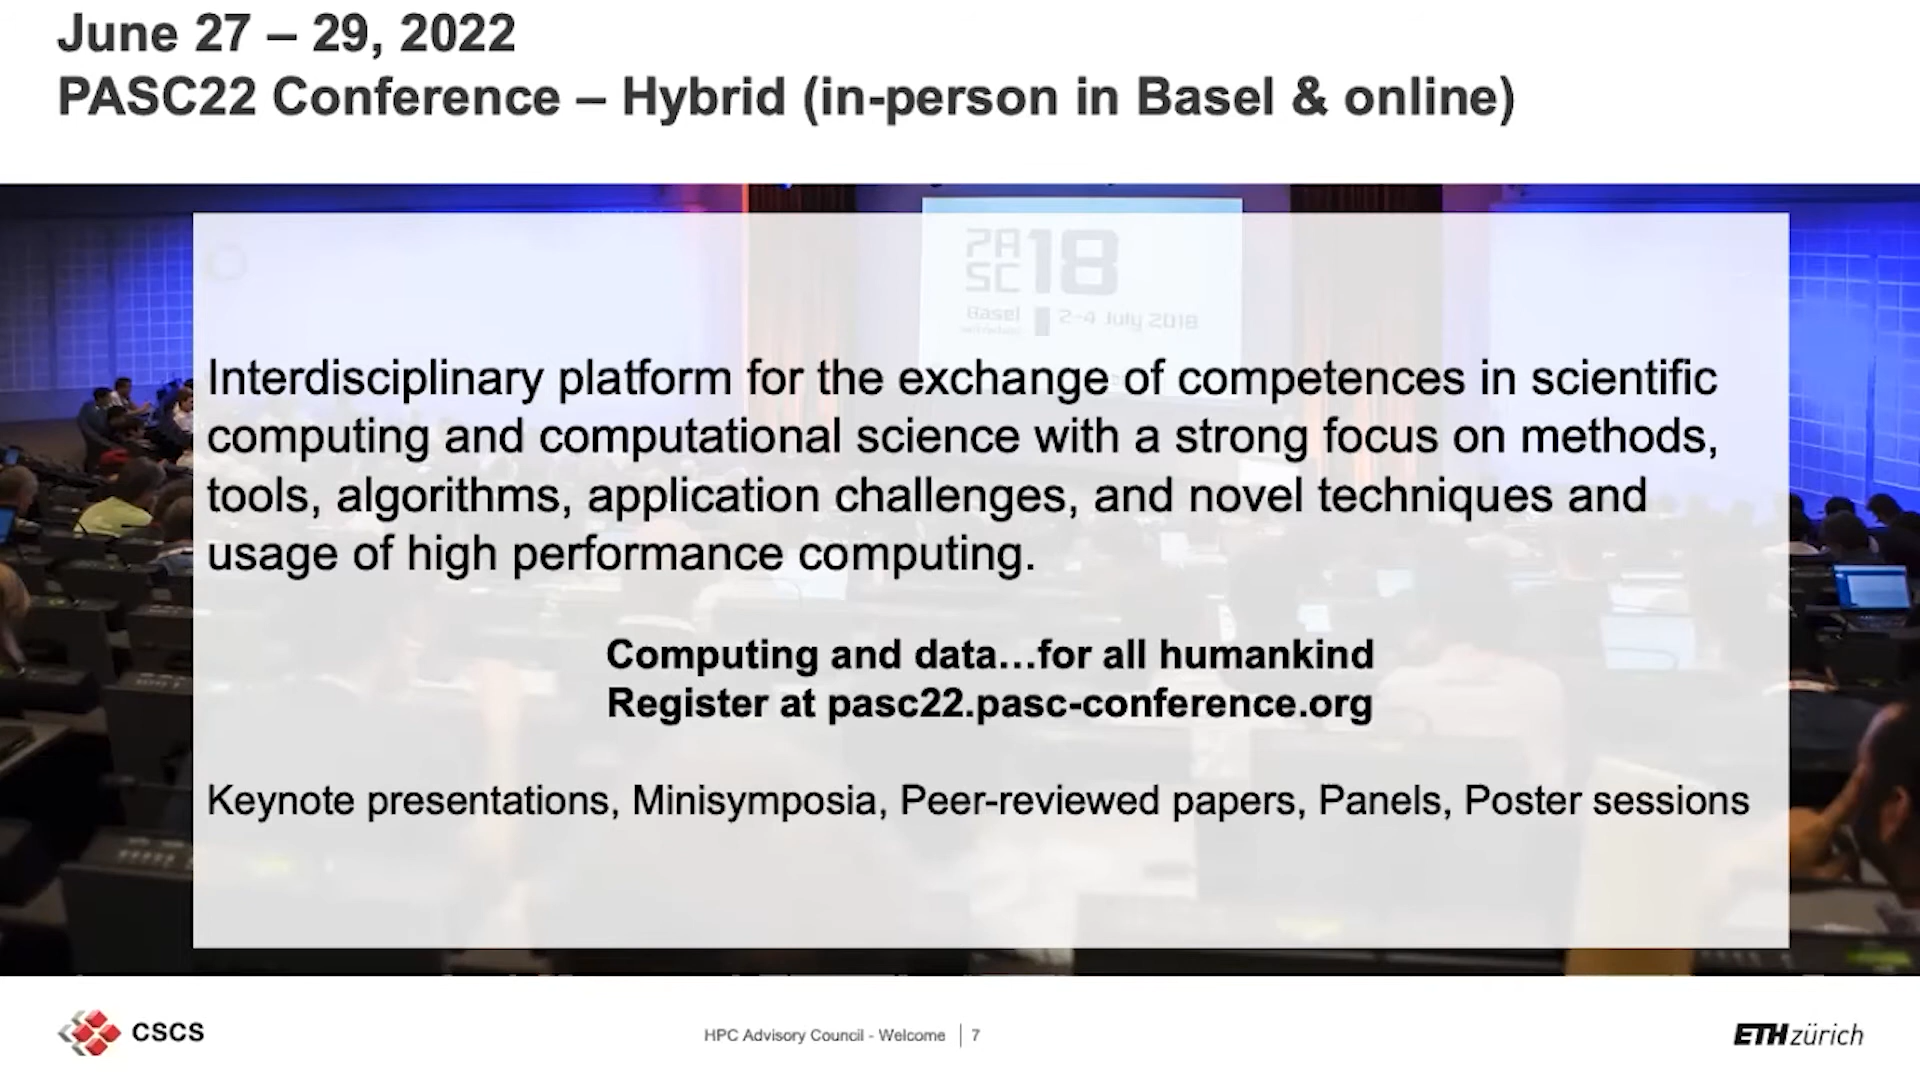 June 27 – 29, 2022
PASC22 Conference – Hybrid (in-person in Basel & online)
PA 18
SC
Basel
2-4 July 2018
Interdisciplinary platform for the exchange of competences in scientific
computing and computational science with a strong focus on methods,
tools, algorithms, application challenges, and novel techniques and
usage of high performance computing.
Computing and data…for all humankind
Register at pasc22.pasc-conference.org
Keynote presentations, Minisymposia, Peer-reviewed papers, Panels, Poster sessions
CSCS
HPC Advisory Council - Welcome | 7
ETH zürich